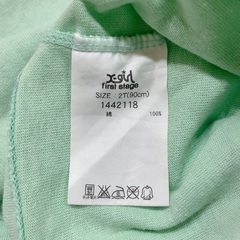 X-girl
first stage
SIZE : 2T(90cm)
1442118
綿 100%